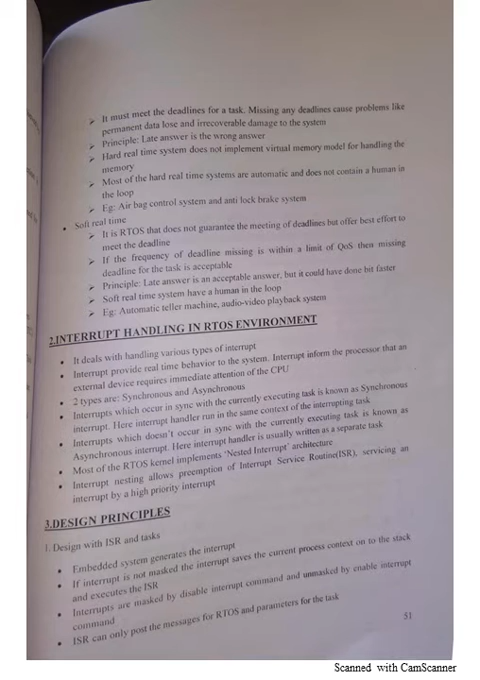 ➢ It must meet the deadlines for a task. Missing any deadlines cause problems like
permanent data lose and irrecoverable damage to the system
➢ Principle: Late answer is the wrong answer
➢ Hard real time system does not implement virtual memory model for handling the
memory
➢ Most of the hard real time systems are automatic and does not contain a human in
the loop
➢ Eg: Air bag control system and anti lock brake system
• Soft real time
➢ It is RTOS that does not guarantee the meeting of deadlines but offer best effort to
meet the deadline
➢ If the frequency of deadline missing is within a limit of QoS then missing
deadline for the task is acceptable
➢ Principle: Late answer is an acceptable answer, but it could have done bit faster
➢ Soft real time system have a human in the loop
➢ Eg: Automatic teller machine, audio-video playback system
2.INTERRUPT HANDLING IN RTOS ENVIRONMENT
• It deals with handling various types of interrupt
• Interrupt provide real time behavior to the system. Interrupt inform the processor that an
external device requires immediate attention of the CPU
• 2 types are: Synchronous and Asynchronous
• Interrupts which occur in sync with the currently executing task is known as Synchronous
interrupt. Here interrupt handler run in the same context of the interrupting task
• Interrupts which doesn't occur in sync with the currently executing task is known as
Asynchronous interrupt. Here interrupt handler is usually written as a separate task
• Most of the RTOS kernel implements 'Nested Interrupt' architecture
• Interrupt nesting allows preemption of Interrupt Service Routine(ISR), servicing an
interrupt by a high priority interrupt
3.DESIGN PRINCIPLES
1. Design with ISR and tasks
• Embedded system generates the interrupt
• If interrupt is not masked the interrupt saves the current process context on to the stack
and executes the ISR
• Interrupts are masked by disable interrupt command and unmasked by enable interrupt
command
• ISR can only post the messages for RTOS and parameters for the task
51
Scanned with CamScanner